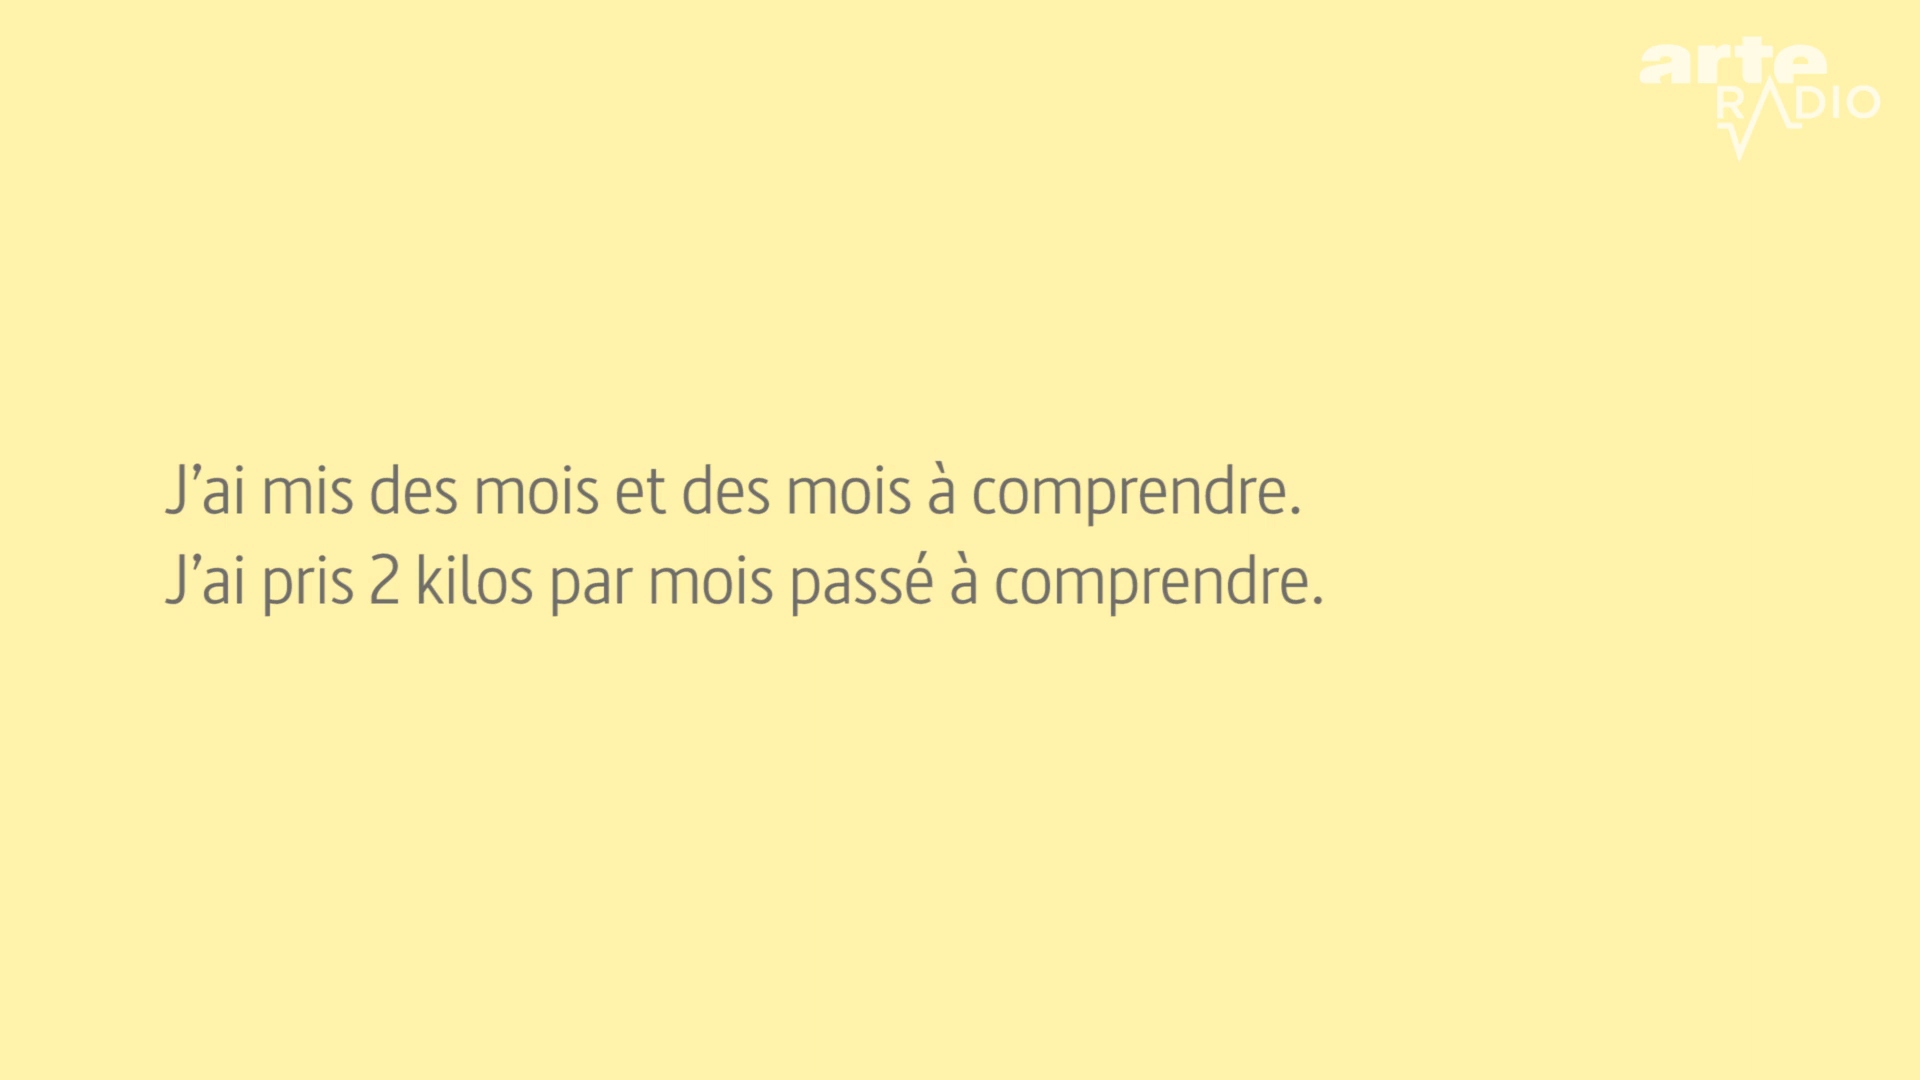 arte
RADIO
J’ai mis des mois et des mois à comprendre.
J’ai pris 2 kilos par mois passé à comprendre.